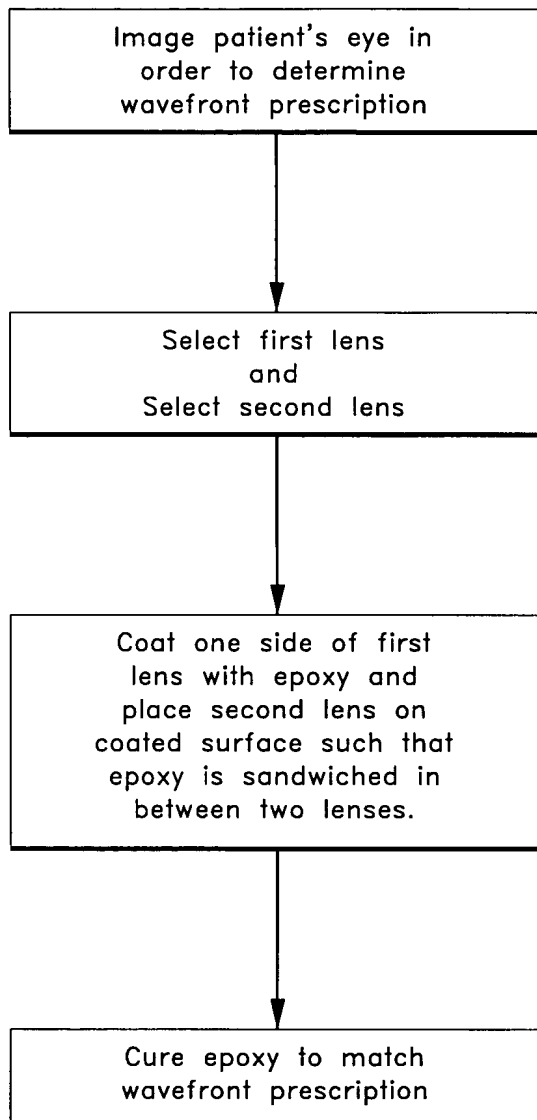 Image patient's eye in
order to determine
wavefront prescription
Select first lens
and
Select second lens
Coat one side of first
lens with epoxy and
place second lens on
coated surface such that
epoxy is sandwiched in
between two lenses.
Cure epoxy to match
wavefront prescription